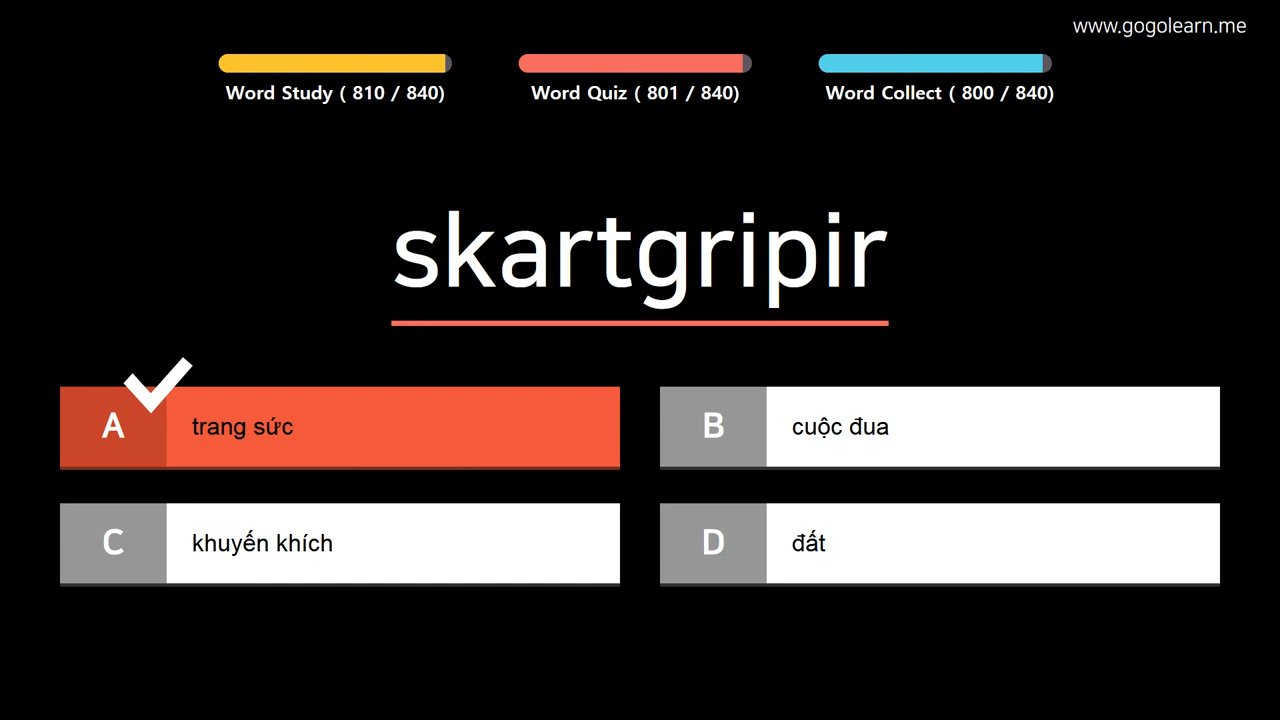 www.gogolearn.me
Word Study ( 810 / 840)
Word Quiz ( 801 / 840)
Word Collect ( 800 / 840)
skartgripir
A trang sức
B cuộc đua
C khuyến khích
D đất